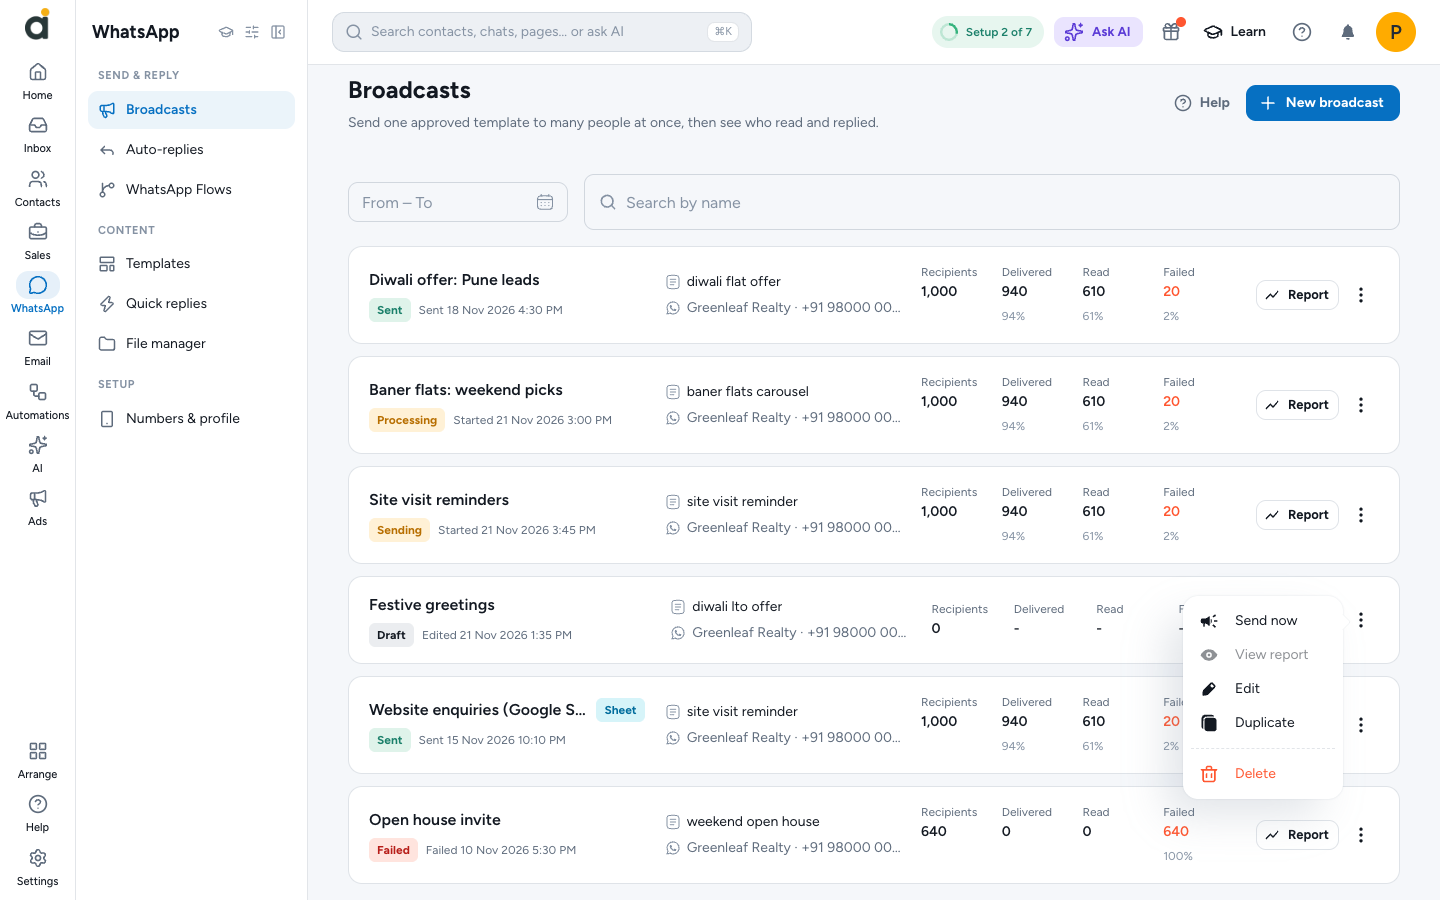 WhatsApp
Search contacts, chats, pages... or ask AI
⌘K
Setup 2 of 7
Ask AI
Learn
P
Home
Inbox
Contacts
Sales
WhatsApp
Email
Automations
AI
Ads
Arrange
Help
Settings
SEND & REPLY
Broadcasts
Auto-replies
WhatsApp Flows
CONTENT
Templates
Quick replies
File manager
SETUP
Numbers & profile
Broadcasts
Send one approved template to many people at once, then see who read and replied.
Help
New broadcast
From – To
Search by name
Diwali offer: Pune leads
Sent Sent 18 Nov 2026 4:30 PM
diwali flat offer
Greenleaf Realty · +91 98000 00...
Recipients Delivered Read Failed
1,000 940 610 20
94% 61% 2%
Report
Baner flats: weekend picks
Processing Started 21 Nov 2026 3:00 PM
baner flats carousel
Greenleaf Realty · +91 98000 00...
Recipients Delivered Read Failed
1,000 940 610 20
94% 61% 2%
Report
Site visit reminders
Sending Started 21 Nov 2026 3:45 PM
site visit reminder
Greenleaf Realty · +91 98000 00...
Recipients Delivered Read Failed
1,000 940 610 20
94% 61% 2%
Report
Festive greetings
Draft Edited 21 Nov 2026 1:35 PM
diwali lto offer
Greenleaf Realty · +91 98000 00...
Recipients Delivered Read
0 - - -
Send now
View report
Edit
Duplicate
Delete
Website enquiries (Google S... Sheet
Sent Sent 15 Nov 2026 10:10 PM
site visit reminder
Greenleaf Realty · +91 98000 00...
Recipients Delivered Read
1,000 940 610 20
94% 61% 2%
Open house invite
Failed Failed 10 Nov 2026 5:30 PM
weekend open house
Greenleaf Realty · +91 98000 00...
Recipients Delivered Read Failed
640 0 0 640
100%
Report